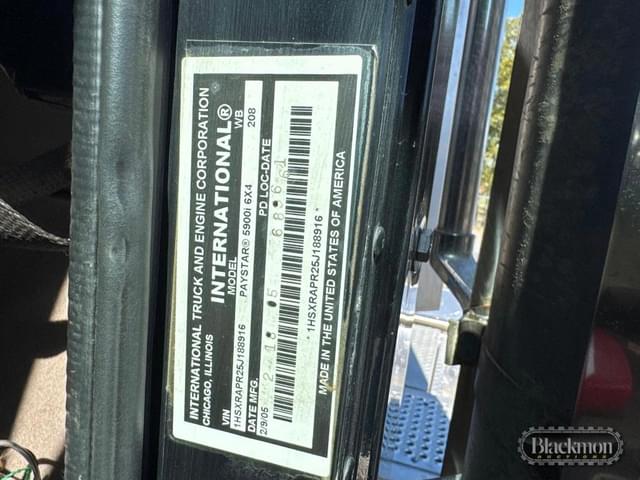 INTERNATIONAL TRUCK AND ENGINE CORPORATION
CHICAGO, ILLINOIS
INTERNATIONAL®
VIN MODEL WB
1HSXRAPR25J188916 PAYSTAR® 5900i 6X4 208
DATE MFG. PD LOC-DATE
2/9/05
* 1HSXRAPR25J188916 *
MADE IN THE UNITED STATES OF AMERICA
Blackmon
AUCTIONS